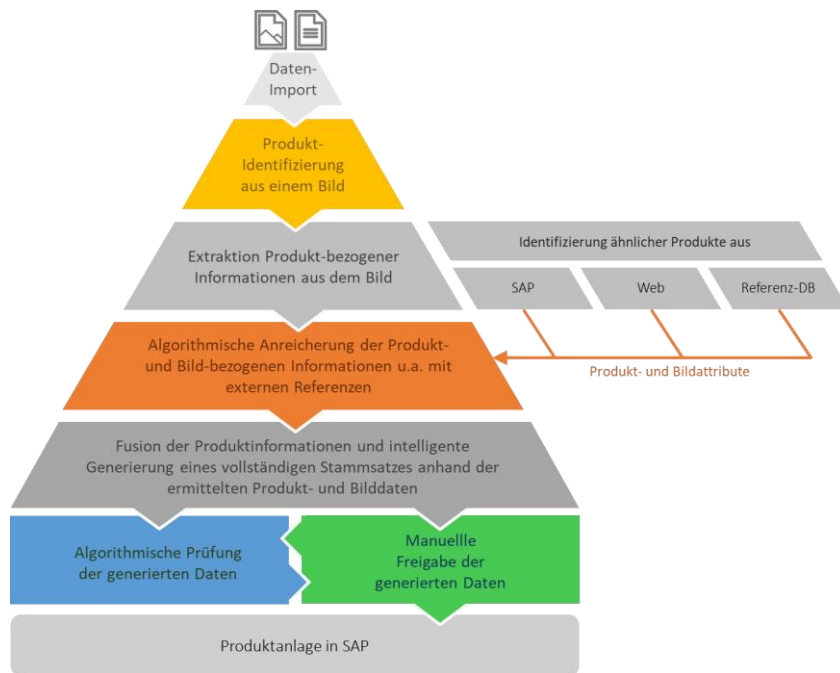 Daten-
Import
Produkt-
Identifizierung
aus einem Bild
Extraktion Produkt-bezogener
Informationen aus dem Bild
Identifizierung ähnlicher Produkte aus
SAP
Web
Referenz-DB
Algorithmische Anreicherung der Produkt-
und Bild-bezogenen Informationen u.a. mit
externen Referenzen
Produkt- und Bildattribute
Fusion der Produktinformationen und intelligente
Generierung eines vollständigen Stammsatzes anhand der
ermittelten Produkt- und Bilddaten
Algorithmische Prüfung
der generierten Daten
Manuellle
Freigabe der
generierten Daten
Produktanlage in SAP